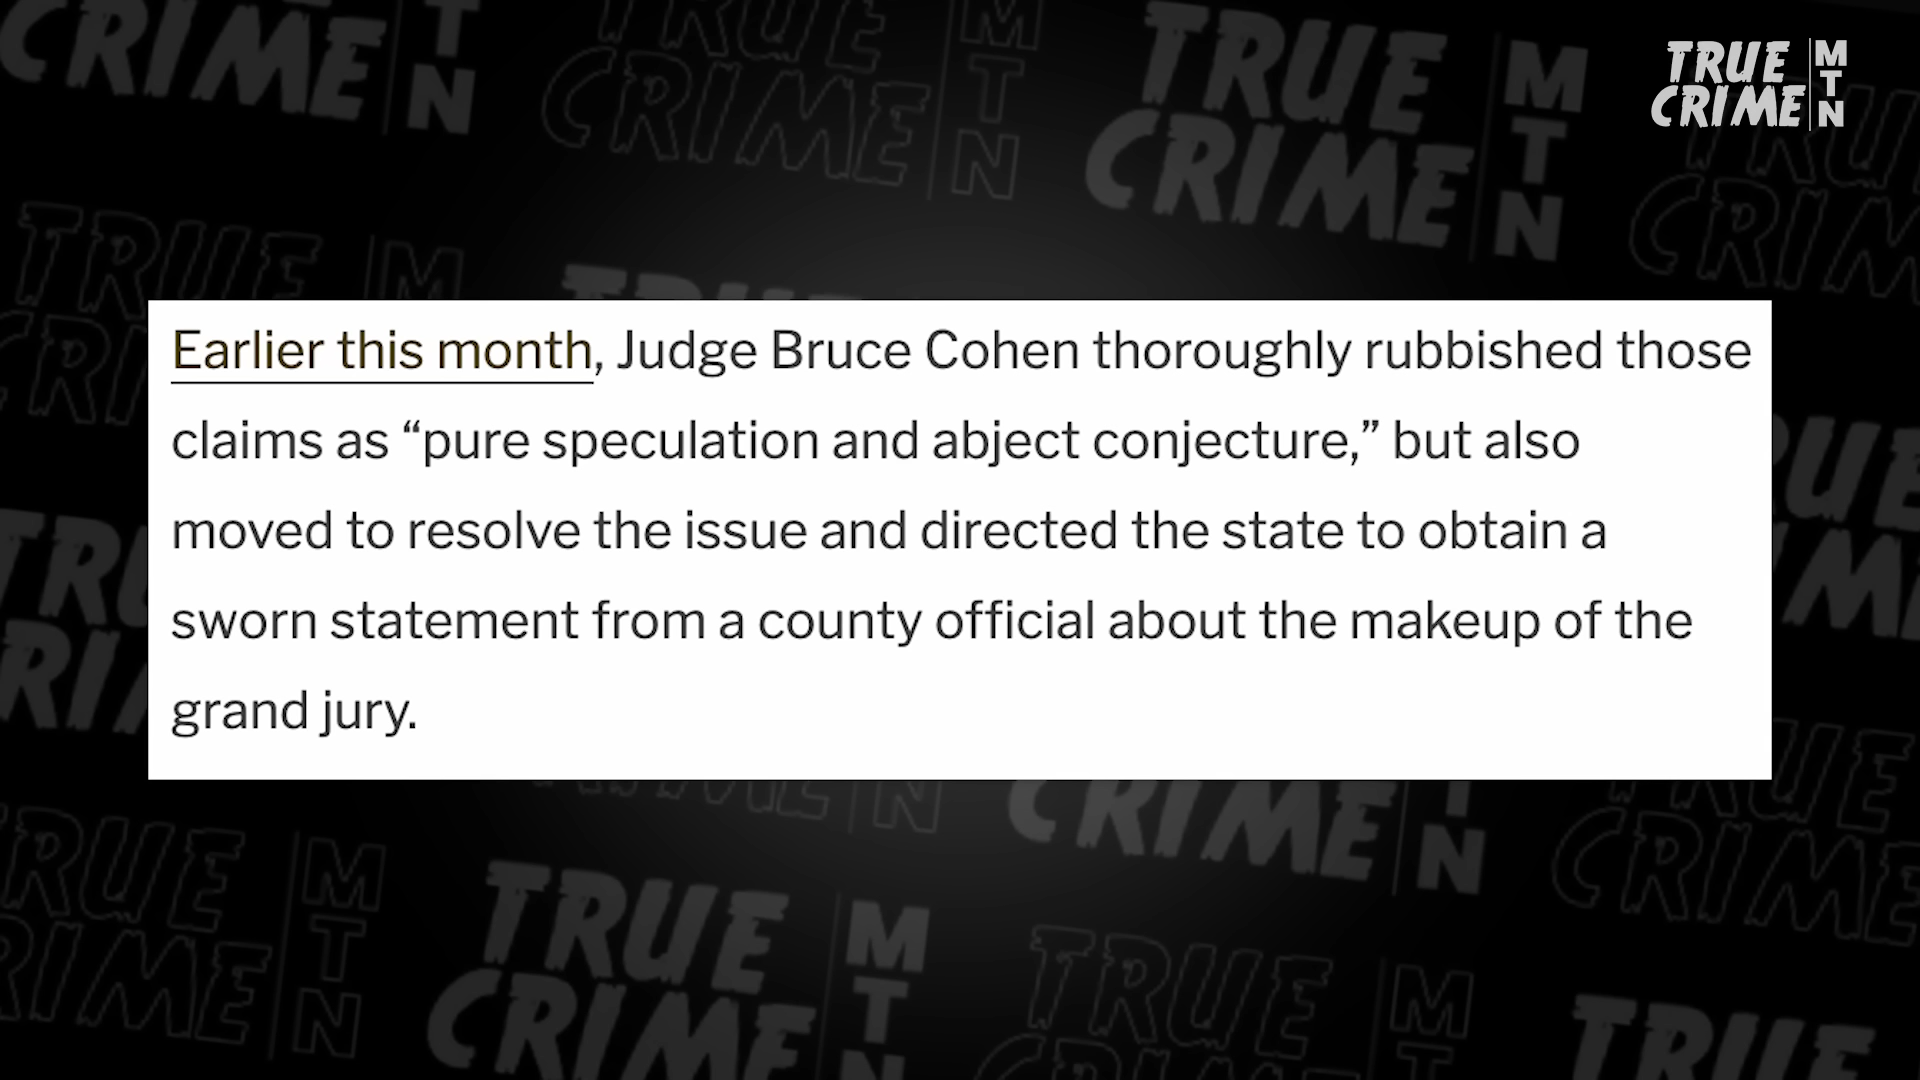 TRUE CRIME MTN
Earlier this month, Judge Bruce Cohen thoroughly rubbished those
claims as “pure speculation and abject conjecture,” but also
moved to resolve the issue and directed the state to obtain a
sworn statement from a county official about the makeup of the
grand jury.